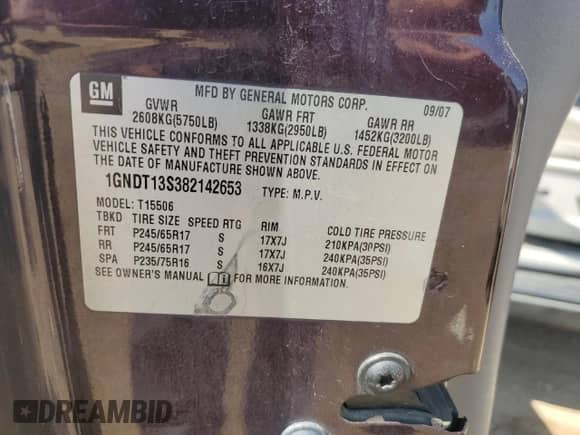 GM
MFD BY GENERAL MOTORS CORP. 09/07
GVWR GAWR FRT GAWR RR
2608KG(5750LB) 1338KG(2950LB) 1452KG(3200LB)
THIS VEHICLE CONFORMS TO ALL APPLICABLE U.S. FEDERAL MOTOR
VEHICLE SAFETY AND THEFT PREVENTION STANDARDS IN EFFECT ON
THE DATE OF MANUFACTURE SHOWN ABOVE.
1GNDT13S382142653 TYPE: M.P.V.
MODEL: T15506
TBKD TIRE SIZE SPEED RTG RIM COLD TIRE PRESSURE
FRT P245/65R17 S 17X7J 210KPA(30PSI)
RR P245/65R17 S 17X7J 240KPA(35PSI)
SPA P235/75R16 S 16X7J 240KPA(35PSI)
SEE OWNER'S MANUAL FOR MORE INFORMATION.
DREAMBID